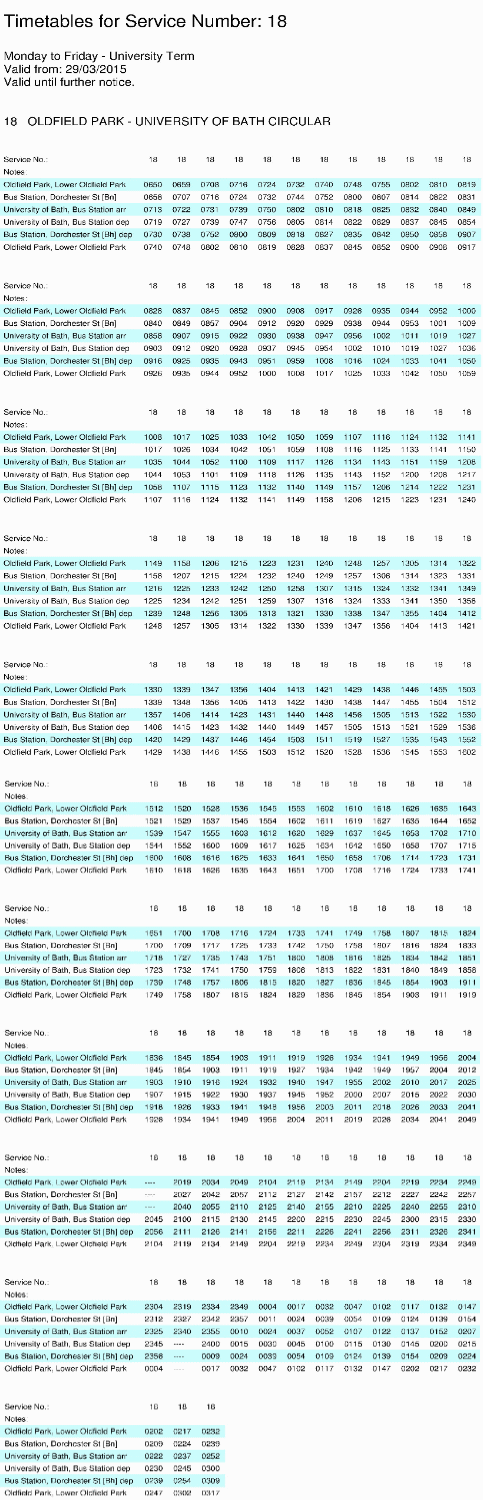 Timetables for Service Number: 18
Monday to Friday - University Term
Valid from: 29/03/2015
Valid until further notice.
18 OLDFIELD PARK - UNIVERSITY OF BATH CIRCULAR
Service No.: 18 18 18 18 18 18 18 18 18 18 18 18
Notes:
Oldfield Park, Lower Oldfield Park 0650 0659 0708 0716 0724 0732 0740 0748 0755 0802 0810 0819
Bus Station, Dorchester St [Bn] 0658 0707 0716 0724 0732 0744 0752 0800 0807 0814 0822 0831
University of Bath, Bus Station arr 0713 0722 0731 0739 0750 0802 0810 0818 0825 0832 0840 0849
University of Bath, Bus Station dep 0719 0727 0739 0747 0756 0805 0814 0822 0829 0837 0845 0854
Bus Station, Dorchester St [Bh] dep 0730 0738 0752 0800 0809 0818 0827 0835 0842 0850 0858 0907
Oldfield Park, Lower Oldfield Park 0740 0748 0802 0810 0819 0828 0837 0845 0852 0900 0908 0917
Service No.: 18 18 18 18 18 18 18 18 18 18 18 18
Notes:
Oldfield Park, Lower Oldfield Park 0828 0837 0845 0852 0900 0908 0917 0926 0935 0944 0952 1000
Bus Station, Dorchester St [Bn] 0840 0849 0857 0904 0912 0920 0929 0938 0944 0953 1001 1009
University of Bath, Bus Station arr 0858 0907 0915 0922 0930 0938 0947 0956 1002 1011 1019 1027
University of Bath, Bus Station dep 0903 0912 0920 0928 0937 0945 0954 1002 1010 1019 1027 1036
Bus Station, Dorchester St [Bh] dep 0916 0925 0935 0943 0951 0959 1008 1016 1024 1033 1041 1050
Oldfield Park, Lower Oldfield Park 0926 0935 0944 0952 1000 1008 1017 1025 1033 1042 1050 1059
Service No.: 18 18 18 18 18 18 18 18 18 18 18 18
Notes:
Oldfield Park, Lower Oldfield Park 1008 1017 1025 1033 1042 1050 1059 1107 1116 1124 1132 1141
Bus Station, Dorchester St [Bn] 1017 1026 1034 1042 1051 1059 1108 1116 1125 1133 1141 1150
University of Bath, Bus Station arr 1035 1044 1052 1100 1109 1117 1126 1134 1143 1151 1159 1208
University of Bath, Bus Station dep 1044 1053 1101 1109 1118 1126 1135 1143 1152 1200 1208 1217
Bus Station, Dorchester St [Bh] dep 1058 1107 1115 1123 1132 1140 1149 1157 1206 1214 1222 1231
Oldfield Park, Lower Oldfield Park 1107 1116 1124 1132 1141 1149 1158 1206 1215 1223 1231 1240
Service No.: 18 18 18 18 18 18 18 18 18 18 18 18
Notes:
Oldfield Park, Lower Oldfield Park 1149 1158 1206 1215 1223 1231 1240 1248 1257 1305 1314 1322
Bus Station, Dorchester St [Bn] 1158 1207 1215 1224 1232 1240 1249 1257 1306 1314 1323 1331
University of Bath, Bus Station arr 1216 1225 1233 1242 1250 1258 1307 1315 1324 1332 1341 1349
University of Bath, Bus Station dep 1225 1234 1242 1251 1259 1307 1316 1324 1333 1341 1350 1358
Bus Station, Dorchester St [Bh] dep 1239 1248 1256 1305 1313 1321 1330 1338 1347 1355 1404 1412
Oldfield Park, Lower Oldfield Park 1248 1257 1305 1314 1322 1330 1339 1347 1356 1404 1413 1421
Service No.: 18 18 18 18 18 18 18 18 18 18 18 18
Notes:
Oldfield Park, Lower Oldfield Park 1330 1339 1347 1356 1404 1413 1421 1429 1438 1446 1455 1503
Bus Station, Dorchester St [Bn] 1339 1348 1356 1405 1413 1422 1430 1438 1447 1455 1504 1512
University of Bath, Bus Station arr 1357 1406 1414 1423 1431 1440 1448 1456 1505 1513 1522 1530
University of Bath, Bus Station dep 1406 1415 1423 1432 1440 1449 1457 1505 1513 1521 1529 1538
Bus Station, Dorchester St [Bh] dep 1420 1429 1437 1446 1454 1503 1511 1519 1527 1535 1543 1552
Oldfield Park, Lower Oldfield Park 1429 1438 1446 1455 1503 1512 1520 1528 1536 1545 1553 1602
Service No.: 18 18 18 18 18 18 18 18 18 18 18 18
Notes:
Oldfield Park, Lower Oldfield Park 1512 1520 1528 1536 1545 1553 1602 1610 1618 1626 1635 1643
Bus Station, Dorchester St [Bn] 1521 1529 1537 1545 1554 1602 1611 1619 1627 1635 1644 1652
University of Bath, Bus Station arr 1539 1547 1555 1603 1612 1620 1629 1637 1645 1653 1702 1710
University of Bath, Bus Station dep 1544 1552 1600 1609 1617 1625 1634 1642 1650 1658 1707 1715
Bus Station, Dorchester St [Bh] dep 1600 1608 1616 1625 1633 1641 1650 1658 1706 1714 1723 1731
Oldfield Park, Lower Oldfield Park 1610 1618 1626 1635 1643 1651 1700 1708 1716 1724 1733 1741
Service No.: 18 18 18 18 18 18 18 18 18 18 18 18
Notes:
Oldfield Park, Lower Oldfield Park 1651 1700 1708 1716 1724 1733 1741 1749 1758 1807 1815 1824
Bus Station, Dorchester St [Bn] 1700 1709 1717 1725 1733 1742 1750 1758 1807 1816 1824 1833
University of Bath, Bus Station arr 1718 1727 1735 1743 1751 1800 1808 1816 1825 1834 1842 1851
University of Bath, Bus Station dep 1723 1732 1741 1750 1759 1806 1813 1822 1831 1840 1849 1858
Bus Station, Dorchester St [Bh] dep 1739 1748 1757 1806 1815 1820 1827 1836 1845 1854 1903 1911
Oldfield Park, Lower Oldfield Park 1749 1758 1807 1815 1824 1829 1836 1845 1854 1903 1911 1919
Service No.: 18 18 18 18 18 18 18 18 18 18 18 18
Notes:
Oldfield Park, Lower Oldfield Park 1836 1845 1854 1903 1911 1919 1926 1934 1941 1949 1956 2004
Bus Station, Dorchester St [Bn] 1845 1854 1903 1911 1919 1927 1934 1942 1949 1957 2004 2012
University of Bath, Bus Station arr 1903 1910 1916 1924 1932 1940 1947 1955 2002 2010 2017 2025
University of Bath, Bus Station dep 1907 1915 1922 1930 1937 1945 1952 2000 2007 2015 2022 2030
Bus Station, Dorchester St [Bh] dep 1918 1926 1933 1941 1948 1956 2003 2011 2018 2026 2033 2041
Oldfield Park, Lower Oldfield Park 1926 1934 1941 1949 1956 2004 2011 2019 2026 2034 2041 2049
Service No.: 18 18 18 18 18 18 18 18 18 18 18 18
Notes:
Oldfield Park, Lower Oldfield Park ---- 2019 2034 2049 2104 2119 2134 2149 2204 2219 2234 2249
Bus Station, Dorchester St [Bn] ---- 2027 2042 2057 2112 2127 2142 2157 2212 2227 2242 2257
University of Bath, Bus Station arr ---- 2040 2055 2110 2125 2140 2155 2210 2225 2240 2255 2310
University of Bath, Bus Station dep 2045 2100 2115 2130 2145 2200 2215 2230 2245 2300 2315 2330
Bus Station, Dorchester St [Bh] dep 2056 2111 2126 2141 2156 2211 2226 2241 2256 2311 2326 2341
Oldfield Park, Lower Oldfield Park 2104 2119 2134 2149 2204 2219 2234 2249 2304 2319 2334 2349
Service No.: 18 18 18 18 18 18 18 18 18 18 18 18
Notes:
Oldfield Park, Lower Oldfield Park 2304 2319 2334 2349 0004 0017 0032 0047 0102 0117 0132 0147
Bus Station, Dorchester St [Bn] 2312 2327 2342 2357 0011 0024 0039 0054 0109 0124 0139 0154
University of Bath, Bus Station arr 2325 2340 2355 0010 0024 0037 0052 0107 0122 0137 0152 0207
University of Bath, Bus Station dep 2345 ---- 2400 0015 0030 0045 0100 0115 0130 0145 0200 0215
Bus Station, Dorchester St [Bh] dep 2356 ---- 0009 0024 0039 0054 0109 0124 0139 0154 0209 0224
Oldfield Park, Lower Oldfield Park 0004 ---- 0017 0032 0047 0102 0117 0132 0147 0202 0217 0232
Service No.: 18 18 18
Notes:
Oldfield Park, Lower Oldfield Park 0202 0217 0232
Bus Station, Dorchester St [Bn] 0209 0224 0239
University of Bath, Bus Station arr 0222 0237 0252
University of Bath, Bus Station dep 0230 0245 0300
Bus Station, Dorchester St [Bh] dep 0239 0254 0309
Oldfield Park, Lower Oldfield Park 0247 0302 0317